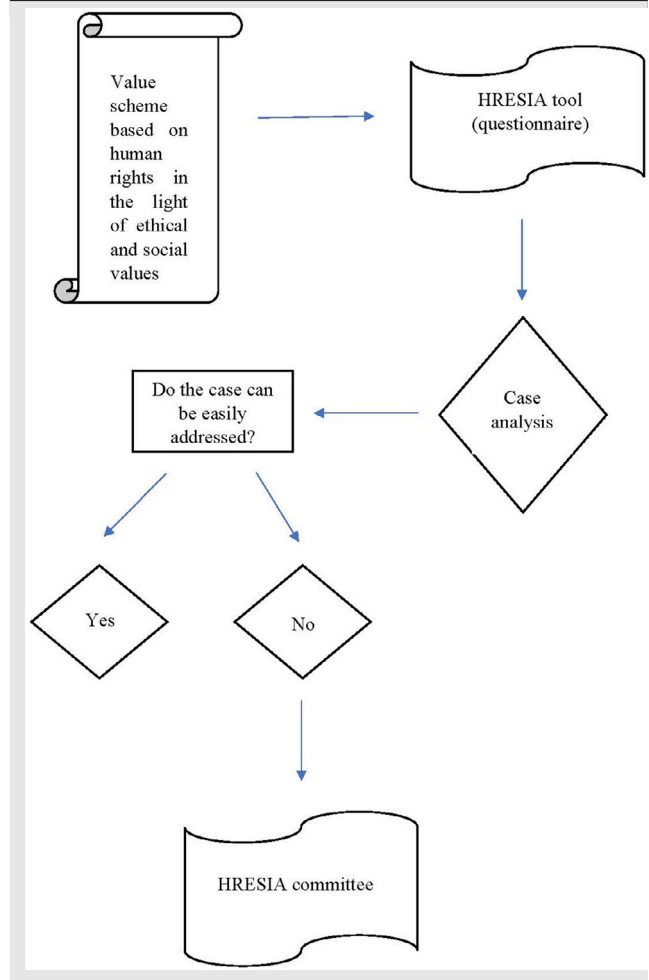 Value
scheme
based on
human
rights in
the light
of ethical
and social
values
HRESIA tool
(questionnaire)
Case
analysis
Do the case can
be easily
addressed?
Yes
No
HRESIA committee